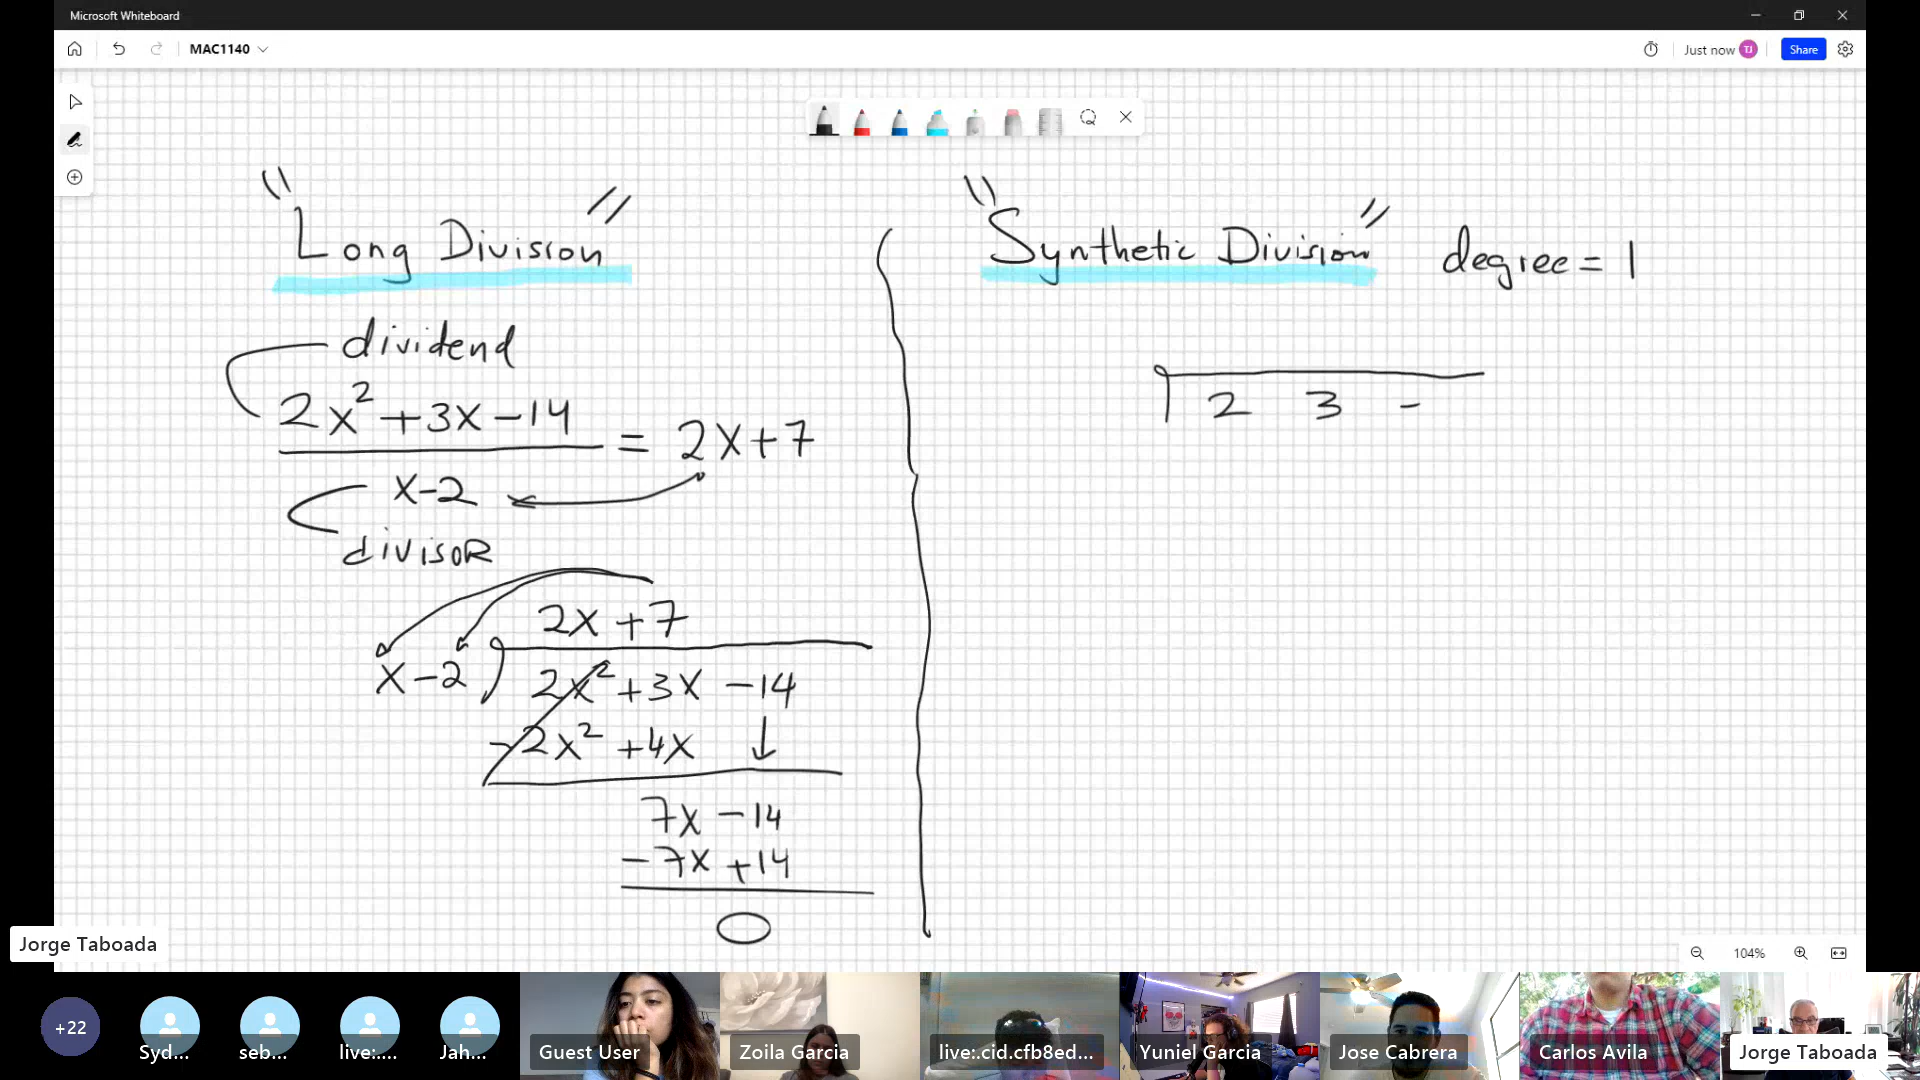 Microsoft Whiteboard
MAC1140
Just now TJ Share
"Long Division"
dividend
2x² + 3x - 14
= 2x + 7
x - 2
divisor
2x + 7
x - 2 2x² + 3x - 14
- 2x² + 4x
7x - 14
- 7x + 14
0
"Synthetic Division" degree = 1
2 3 -
Jorge Taboada
104%
+22
Syd...
seb...
live:....
Jah...
Guest User
Zoila Garcia
live:.cid.cfb8ed...
Yuniel Garcia
Jose Cabrera
Carlos Avila
Jorge Taboada